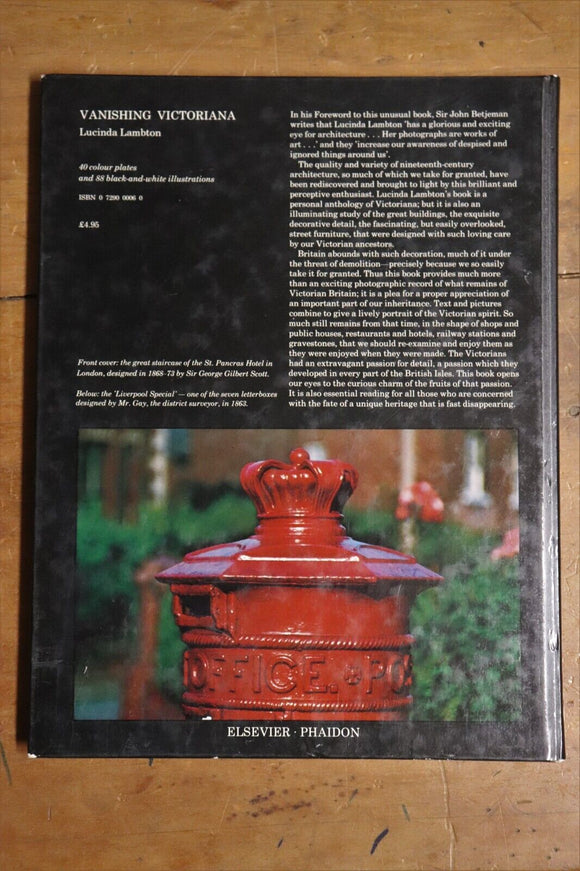 VANISHING VICTORIANA
Lucinda Lambton
40 colour plates
and 88 black-and-white illustrations
ISBN 0 7290 0006 0
£4.95
Front cover: the great staircase of the St. Pancras Hotel in
London, designed in 1868-73 by Sir George Gilbert Scott.
Below: the 'Liverpool Special' — one of the seven letterboxes
designed by Mr. Gay, the district surveyor, in 1863.
In his Foreword to this unusual book, Sir John Betjeman
writes that Lucinda Lambton 'has a glorious and exciting
eye for architecture . . . Her photographs are works of
art . . .' and they 'increase our awareness of despised and
ignored things around us'.
The quality and variety of nineteenth-century
architecture, so much of which we take for granted, have
been rediscovered and brought to light by this brilliant and
perceptive enthusiast. Lucinda Lambton's book is a
personal anthology of Victoriana; but it is also an
illuminating study of the great buildings, the exquisite
decorative detail, the fascinating, but easily overlooked,
street furniture, that were designed with such loving care
by our Victorian ancestors.
Britain abounds with such decoration, much of it under
the threat of demolition—precisely because we so easily
take it for granted. Thus this book provides much more
than an exciting photographic record of what remains of
Victorian Britain; it is a plea for a proper appreciation of
an important part of our inheritance. Text and pictures
combine to give a lively portrait of the Victorian spirit. So
much still remains from that time, in the shape of shops and
public houses, restaurants and hotels, railway stations and
gravestones, that we should re-examine and enjoy them as
they were enjoyed when they were made. The Victorians
had an extravagant passion for detail, a passion which they
developed in every part of the British Isles. This book opens
our eyes to the curious charm of the fruits of that passion.
It is also essential reading for all those who are concerned
with the fate of a unique heritage that is fast disappearing.
OFFICE. PO
ELSEVIER · PHAIDON